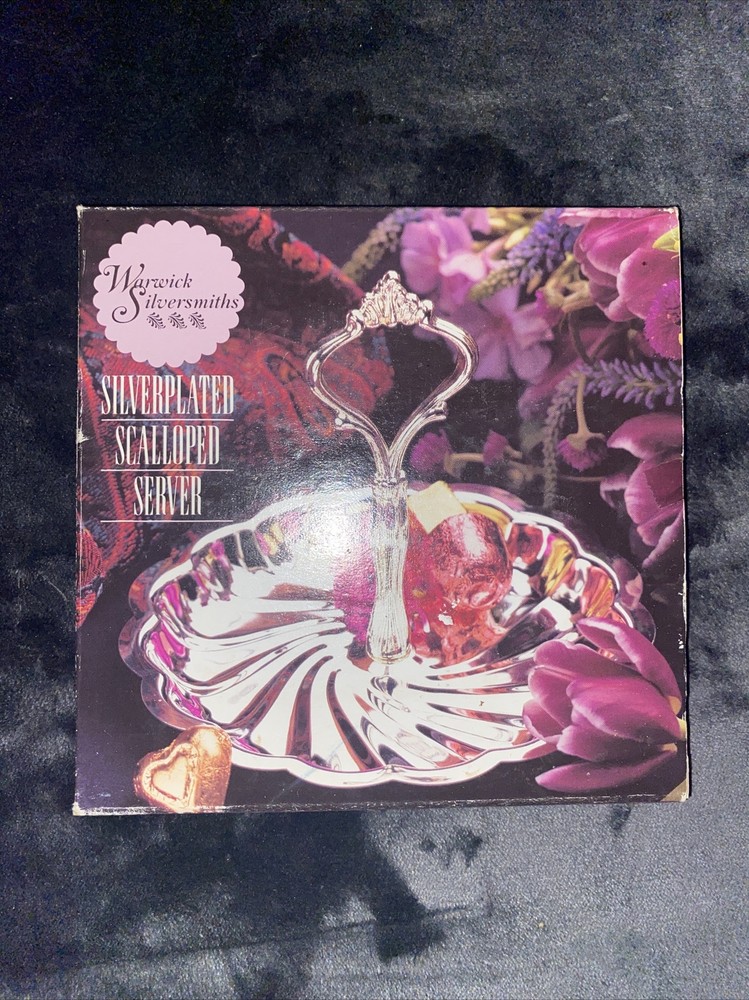 Warwick
Silversmiths
SILVERPLATED
SCALLOPED
SERVER